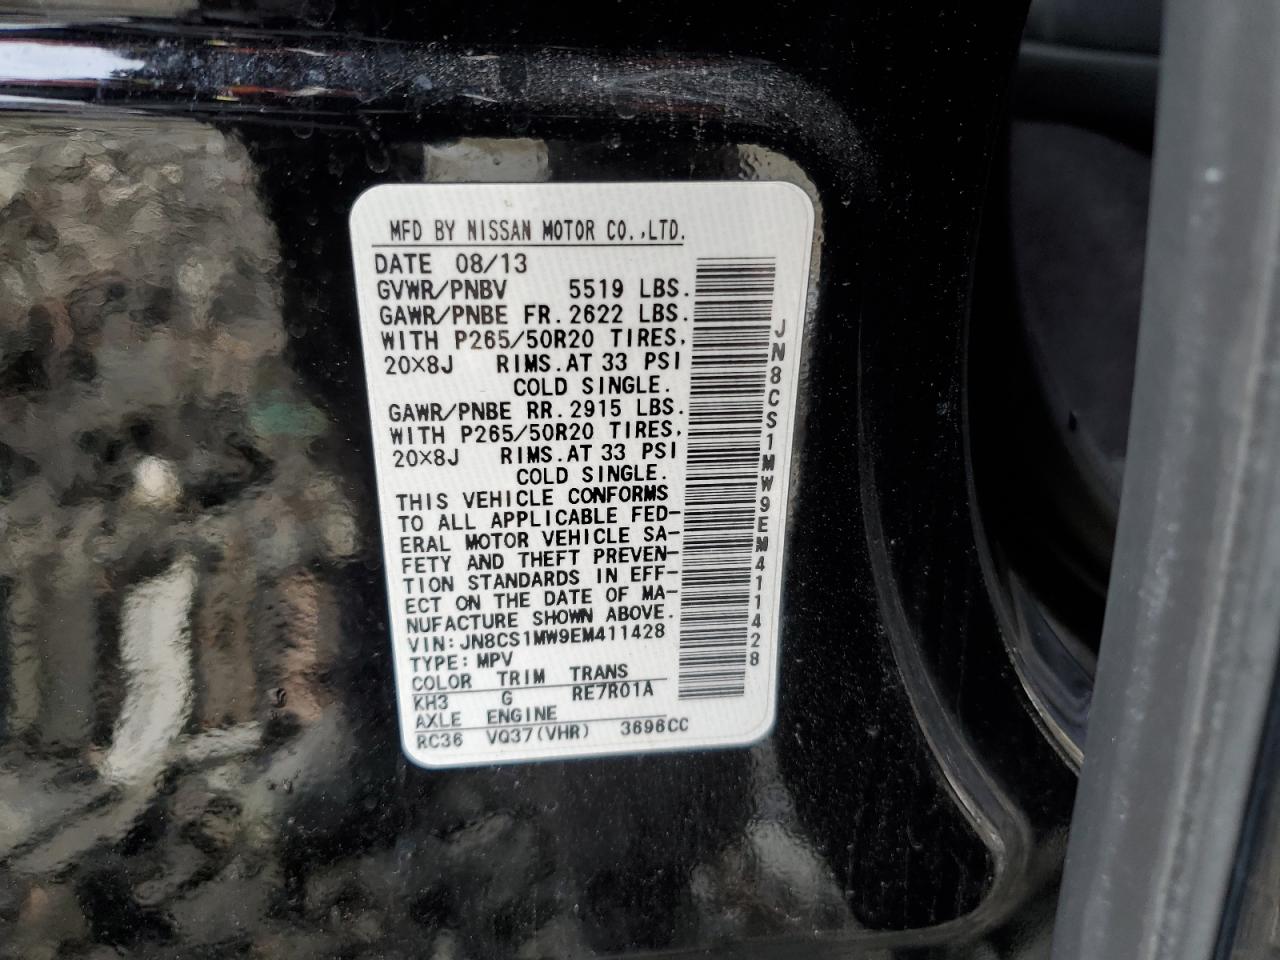 MFD BY NISSAN MOTOR CO.,LTD.
DATE 08/13
GVWR/PNBV 5519 LBS.
GAWR/PNBE FR. 2622 LBS.
WITH P265/50R20 TIRES,
20×8J RIMS.AT 33 PSI
COLD SINGLE.
GAWR/PNBE RR. 2915 LBS.
WITH P265/50R20 TIRES,
20×8J RIMS.AT 33 PSI
COLD SINGLE.
THIS VEHICLE CONFORMS
TO ALL APPLICABLE FED-
ERAL MOTOR VEHICLE SA-
FETY AND THEFT PREVEN-
TION STANDARDS IN EFF-
ECT ON THE DATE OF MA-
NUFACTURE SHOWN ABOVE.
VIN:JN8CS1MW9EM411428
TYPE:MPV
COLOR TRIM TRANS
KH3 G RE7R01A
AXLE ENGINE
RC36 VQ37(VHR) 3696CC
JN8CS1MW9EM411428